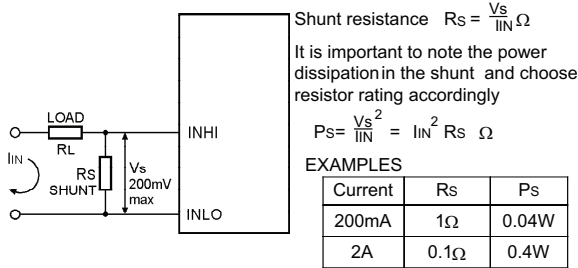 LOAD
RL
IIN
RS
SHUNT
Vs
200mV
max
INHI
INLO
Shunt resistance Rs = Vs/IIN Ω
It is important to note the power
dissipation in the shunt and choose
resistor rating accordingly
Ps= Vs²/IIN = IIN² Rs Ω
EXAMPLES
Current Rs Ps
200mA 1Ω 0.04W
2A 0.1Ω 0.4W